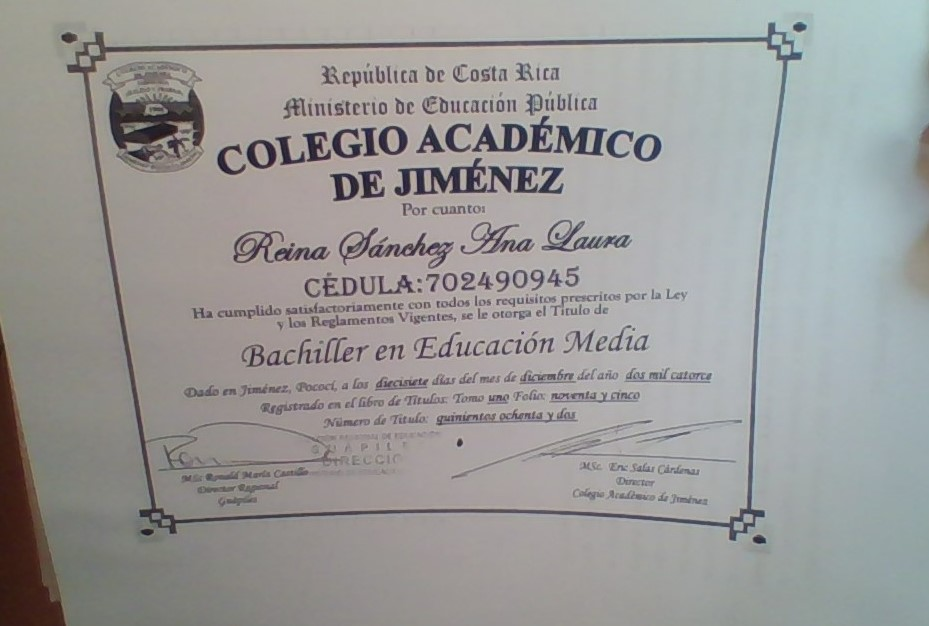 República de Costa Rica
Ministerio de Educación Pública
COLEGIO ACADÉMICO
DE JIMÉNEZ
Por cuanto:
Reina Sánchez Ana Laura
CÉDULA:702490945
Ha cumplido satisfactoriamente con todos los requisitos prescritos por la Ley
y los Reglamentos Vigentes, se le otorga el Titulo de
Bachiller en Educación Media
Dado en Jiménez, Pococí, a los diecisiete días del mes de diciembre del año dos mil catorce
Registrado en el libro de Títulos: Tomo uno Folio: noventa y cinco
Número de Titulo: quinientos ochenta y dos
MSc Ronald María Castillo
Director Regional
Guápiles
MSc. Eric Salas Cárdenas
Director
Colegio Académico de Jiménez